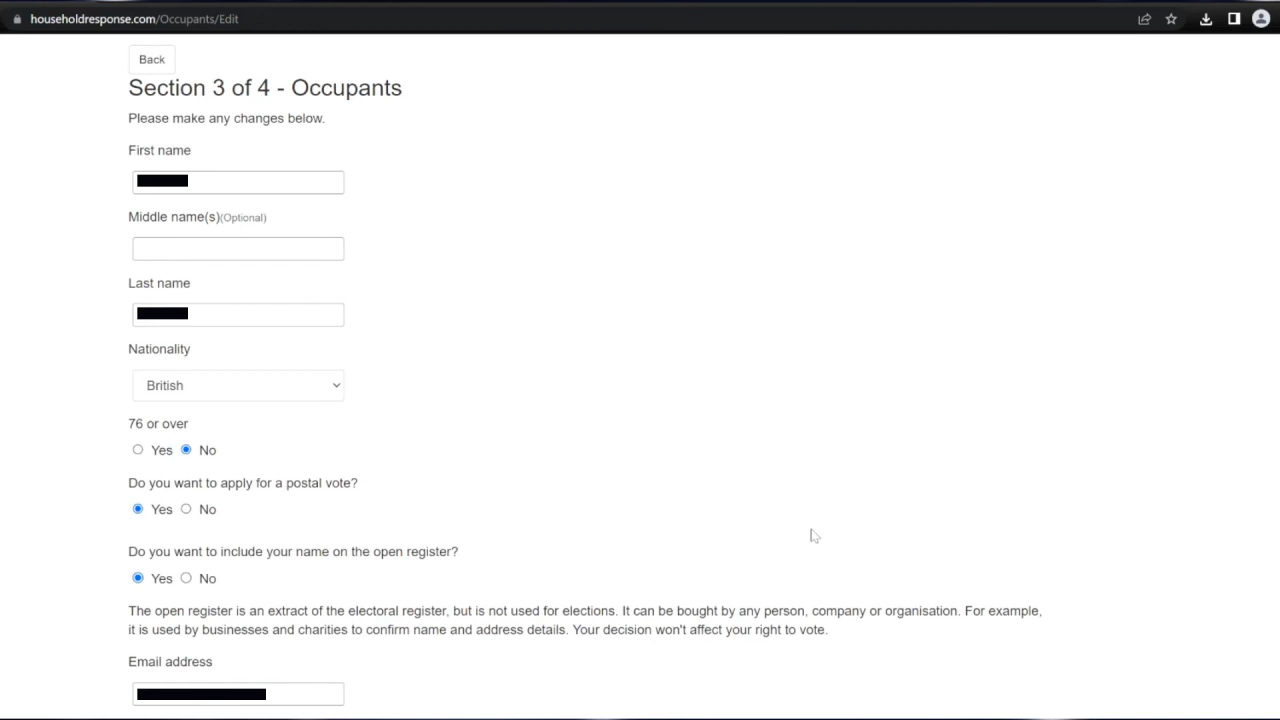 householdresponse.com/Occupants/Edit
Back
Section 3 of 4 - Occupants
Please make any changes below.
First name
Middle name(s)(Optional)
Last name
Nationality
British
76 or over
Yes No
Do you want to apply for a postal vote?
Yes No
Do you want to include your name on the open register?
Yes No
The open register is an extract of the electoral register, but is not used for elections. It can be bought by any person, company or organisation. For example,
it is used by businesses and charities to confirm name and address details. Your decision won't affect your right to vote.
Email address